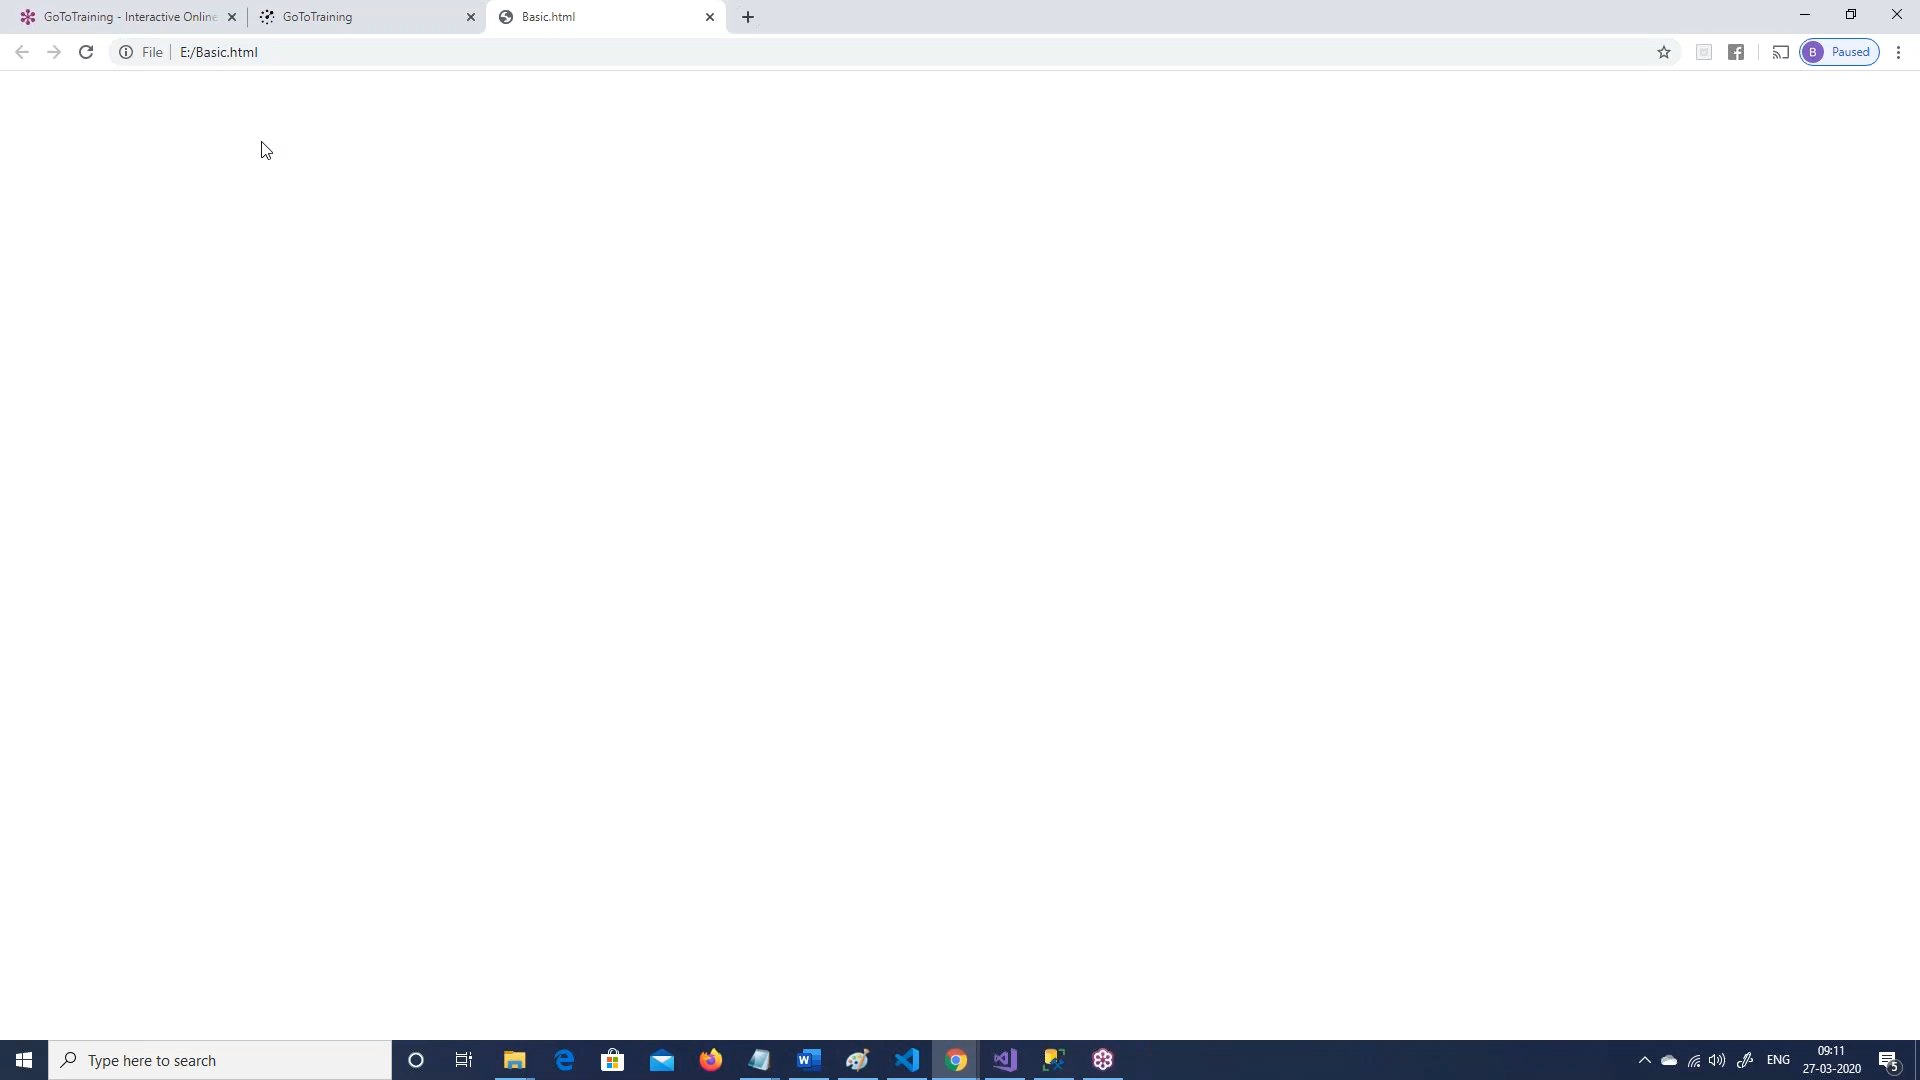 GoToTraining - Interactive Online
GoToTraining
Basic.html
File
E:/Basic.html
B
Paused
Type here to search
ENG
09:11
27-03-2020
5